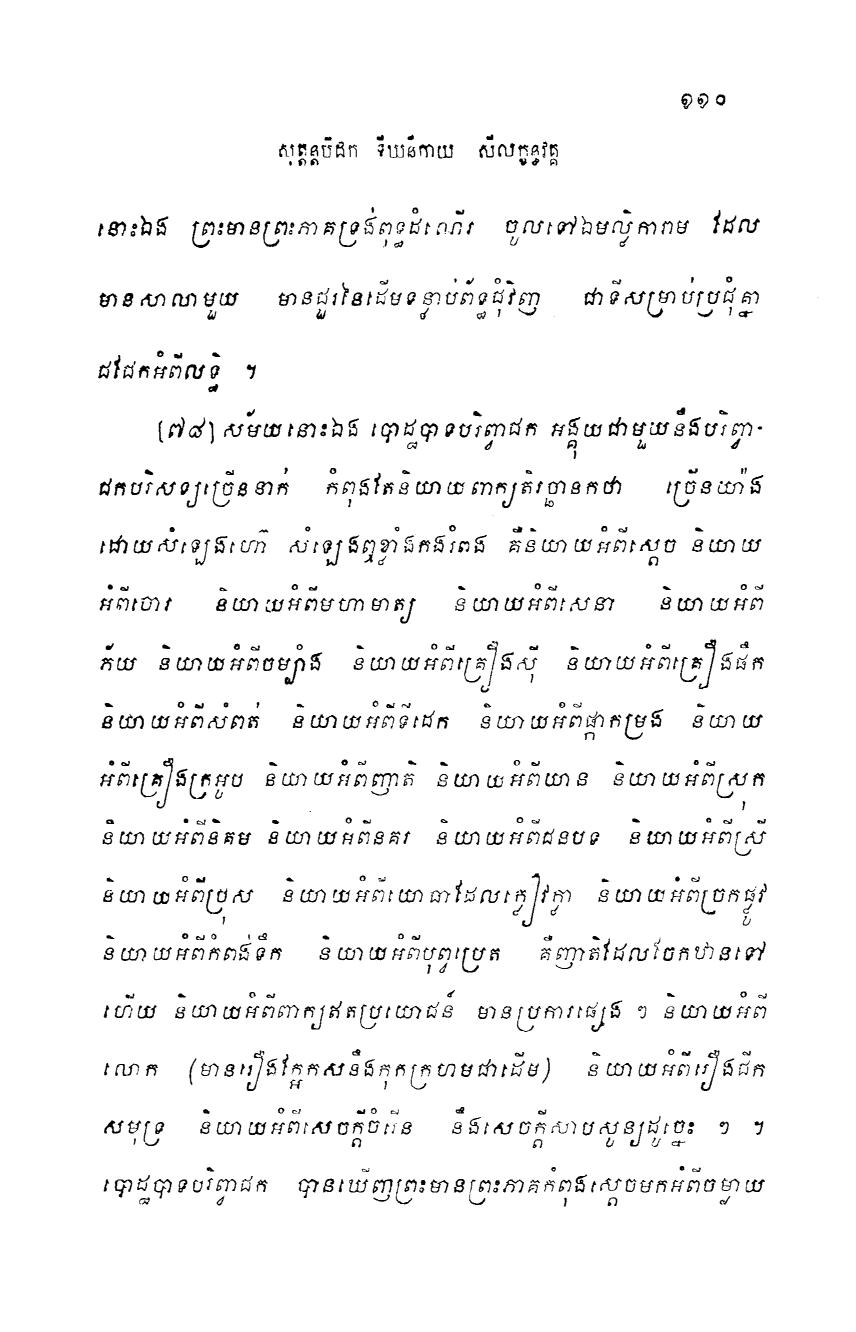 ១១០
សុត្តន្តបិដក ទីឃនិកាយ សីលក្ខន្ធវគ្គ
នោះឯង ព្រះមានព្រះភាគទ្រង់ពុទ្ធដំណើរ ចូលទៅឯមល្លិការាម ដែល
មានសាលាមួយ មានជួរនៃដើមទន្លាប់ព័ទ្ធជុំវិញ ជាទីសម្រាប់ប្រជុំគ្នា
ជជែកអំពីលទ្ធិ ។
[៧៤] សម័យនោះឯង បោដ្ឋបាទបរិព្វាជក អង្គុយជាមួយនឹងបរិព្វា-
ជកបរិសទ្យច្រើននាក់ កំពុងតែនិយាយពាក្យតិរច្ឆានកថា ច្រើនយ៉ាង
ដោយសំឡេងហ៊ោ សំឡេងឮខ្លាំងកងរំពង គឺនិយាយអំពីស្តេច និយាយ
អំពីចោរ និយាយអំពីមហាមាត្យ និយាយអំពីសេនា និយាយអំពី
ភ័យ និយាយអំពីចម្បាំង និយាយអំពីគ្រឿងស៊ី និយាយអំពីគ្រឿងផឹក
និយាយអំពីសំពត់ និយាយអំពីទីដេក និយាយអំពីផ្កាកម្រង និយាយ
អំពីគ្រឿងក្រអូប និយាយអំពីញាតិ និយាយអំពីយាន និយាយអំពីស្រុក
និយាយអំពីនិគម និយាយអំពីនគរ និយាយអំពីជនបទ និយាយអំពីស្រី
និយាយអំពីប្រុស និយាយអំពីយោធាដែលក្លៀវក្លា និយាយអំពីច្រកផ្លូវ
និយាយអំពីកំពង់ទឹក និយាយអំពីបុព្វប្រេត គឺញាតិដែលចែកឋានទៅ
ហើយ និយាយអំពីពាក្យឥតប្រយោជន៍ មានប្រការផ្សេង ៗ និយាយអំពី
លោក (មានរឿងក្អែកសនឹងកុកក្រហមជាដើម) និយាយអំពីរឿងជីក
សមុទ្រ និយាយអំពីសេចក្តីចំរើន នឹងសេចក្តីសាបសូន្យដូច្នេះ ៗ ។
បោដ្ឋបាទបរិព្វាជក បានឃើញព្រះមានព្រះភាគកំពុងស្តេចមកអំពីចម្ងាយ